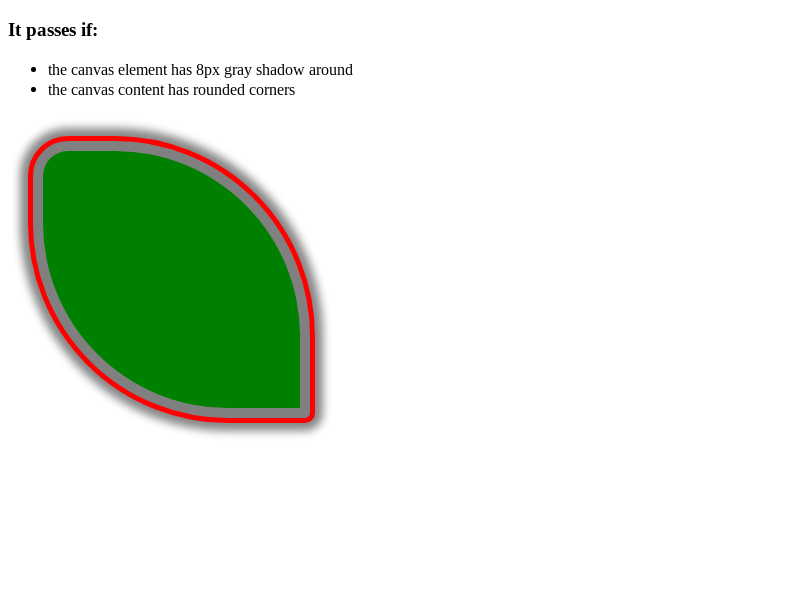 It passes if:
the canvas element has 8px gray shadow around
the canvas content has rounded corners